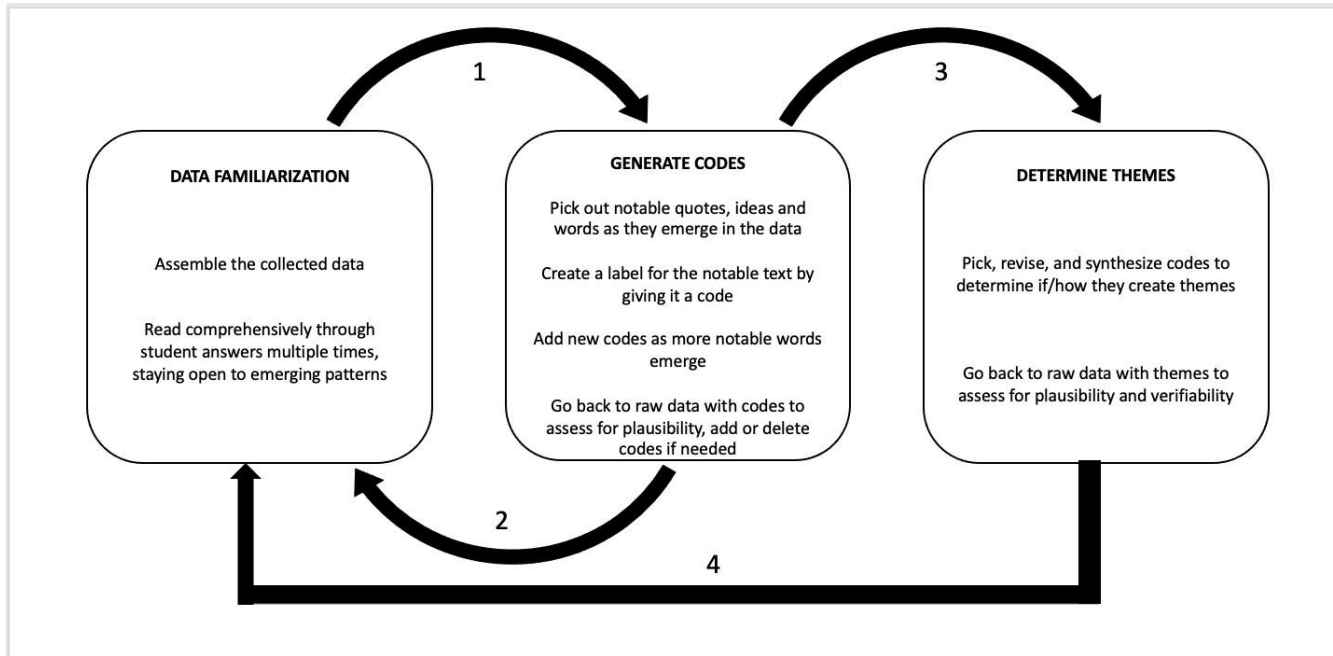 1
3
DATA FAMILIARIZATION
Assemble the collected data
Read comprehensively through
student answers multiple times,
staying open to emerging patterns
GENERATE CODES
Pick out notable quotes, ideas and
words as they emerge in the data
Create a label for the notable text by
giving it a code
Add new codes as more notable words
emerge
Go back to raw data with codes to
assess for plausibility, add or delete
codes if needed
DETERMINE THEMES
Pick, revise, and synthesize codes to
determine if/how they create themes
Go back to raw data with themes to
assess for plausibility and verifiability
2
4